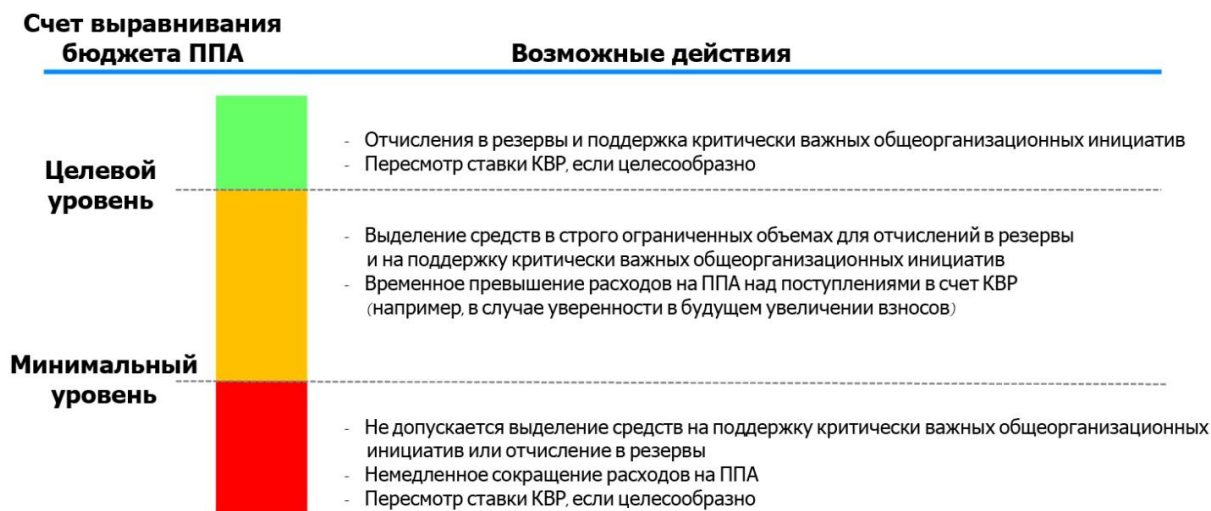 Счет выравнивания
бюджета ППА
Возможные действия
- Отчисления в резервы и поддержка критически важных общеорганизационных инициатив
- Пересмотр ставки КВР, если целесообразно
Целевой
уровень
- Выделение средств в строго ограниченных объемах для отчислений в резервы
и на поддержку критически важных общеорганизационных инициатив
- Временное превышение расходов на ППА над поступлениями в счет КВР
(например, в случае уверенности в будущем увеличении взносов)
Минимальный
уровень
- Не допускается выделение средств на поддержку критически важных общеорганизационных
инициатив или отчисление в резервы
- Немедленное сокращение расходов на ППА
- Пересмотр ставки КВР, если целесообразно